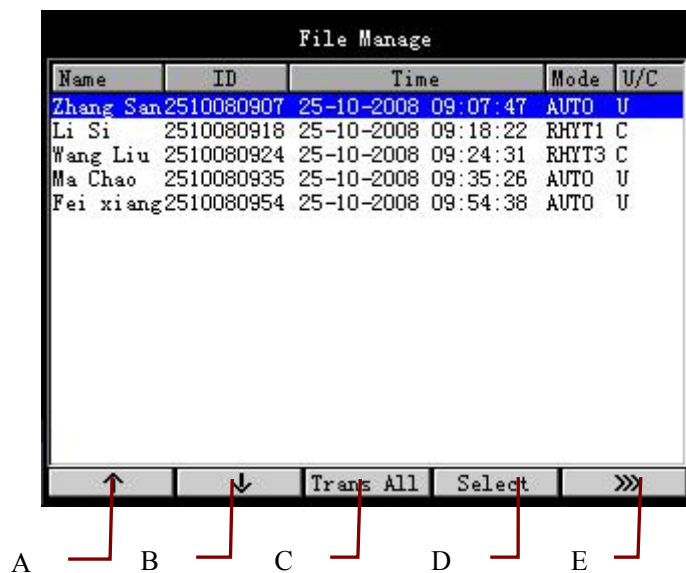 File Manage
Name ID Time Mode U/C
Zhang San 2510080907 25-10-2008 09:07:47 AUTO U
Li Si 2510080918 25-10-2008 09:18:22 RHYT1 C
Wang Liu 2510080924 25-10-2008 09:24:31 RHYT3 C
Ma Chao 2510080935 25-10-2008 09:35:26 AUTO U
Fei xiang 2510080954 25-10-2008 09:54:38 AUTO U
↑ ↓ Trans All Select >>>
A B C D E